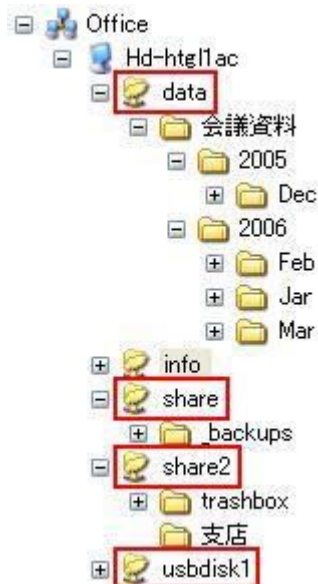 Office
Hd-htgl1ac
data
会議資料
2005
Dec
2006
Feb
Jar
Mar
info
share
_backups
share2
trashbox
支店
usbdisk1